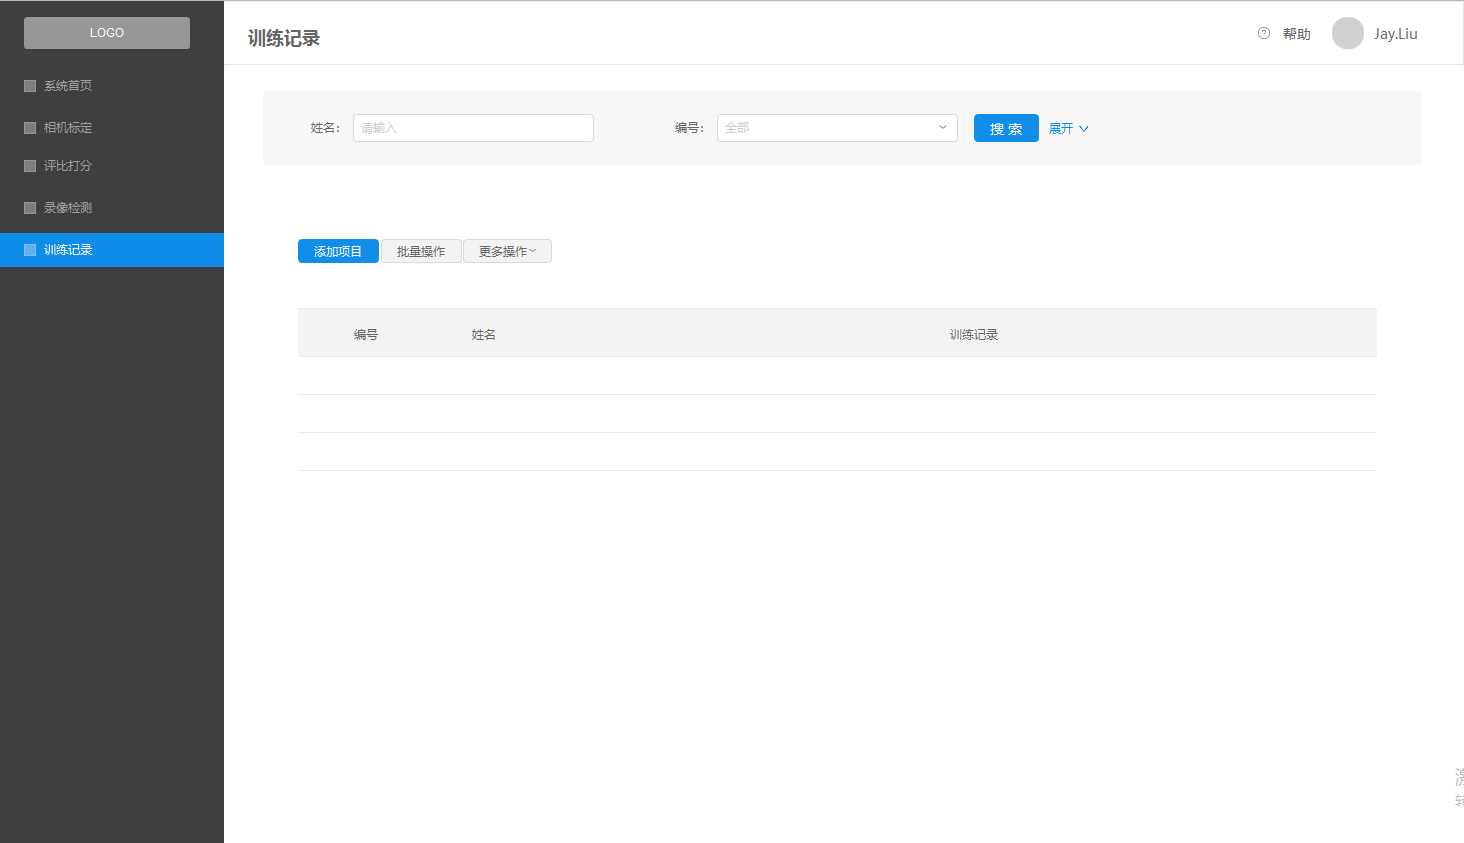 LOGO
训练记录
帮助
Jay.Liu
系统首页
相机标定
评比打分
录像检测
训练记录
姓名：
请输入
编号：
全部
搜 索
展开
添加项目
批量操作
更多操作
编号
姓名
训练记录